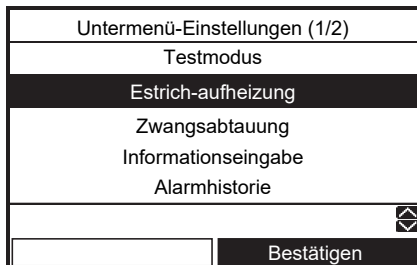 Untermenü-Einstellungen (1/2)
Testmodus
Estrich-aufheizung
Zwangsabtauung
Informationseingabe
Alarmhistorie
Bestätigen